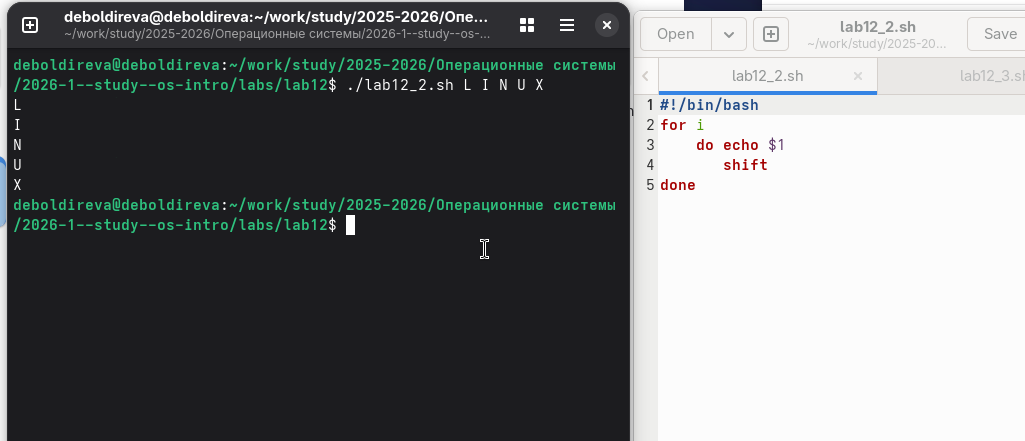 deboldireva@deboldireva:~/work/study/2025-2026/Опе...
~/work/study/2025-2026/Операционные системы/2026-1--study--os-...
deboldireva@deboldireva:~/work/study/2025-2026/Операционные системы
/2026-1--study--os-intro/labs/lab12$ ./lab12_2.sh L I N U X
L
I
N
U
X
deboldireva@deboldireva:~/work/study/2025-2026/Операционные системы
/2026-1--study--os-intro/labs/lab12$
Open
lab12_2.sh
~/work/study/2025-20...
Save
lab12_2.sh
lab12_3.sh
1 #!/bin/bash
2 for i
3     do echo $1
4        shift
5 done